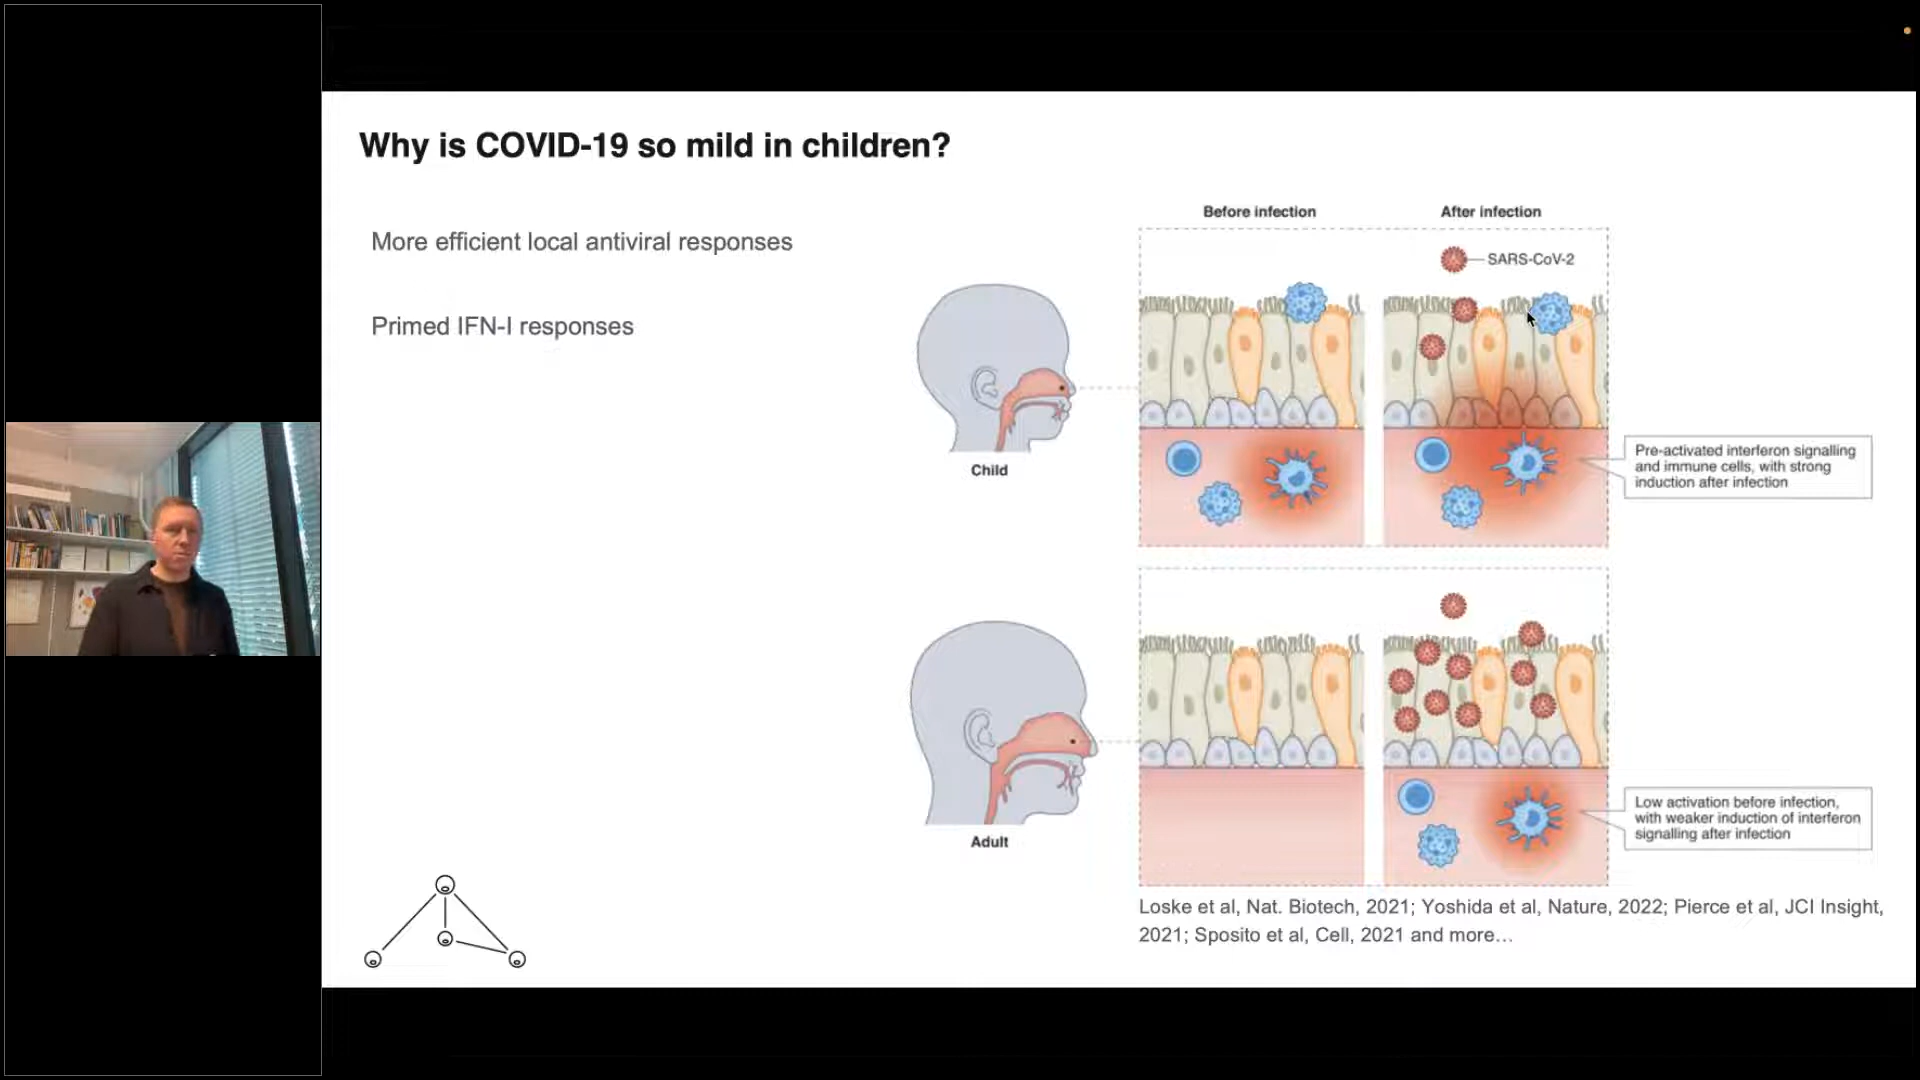 Why is COVID-19 so mild in children?
More efficient local antiviral responses
Primed IFN-I responses
Before infection
After infection
SARS-CoV-2
Child
Pre-activated interferon signalling
and immune cells, with strong
induction after infection
Adult
Low activation before infection,
with weaker induction of interferon
signalling after infection
Loske et al, Nat. Biotech, 2021; Yoshida et al, Nature, 2022; Pierce et al, JCI Insight,
2021; Sposito et al, Cell, 2021 and more…